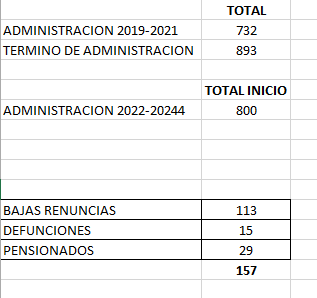 TOTAL
ADMINISTRACION 2019-2021 732
TERMINO DE ADMINISTRACION 893
TOTAL INICIO
ADMINISTRACION 2022-20244 800
BAJAS RENUNCIAS 113
DEFUNCIONES 15
PENSIONADOS 29
157